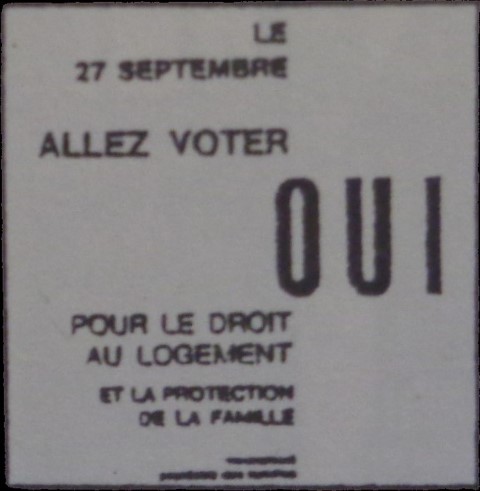 LE
27 SEPTEMBRE
ALLEZ VOTER
OUI
POUR LE DROIT
AU LOGEMENT
ET LA PROTECTION
DE LA FAMILLE